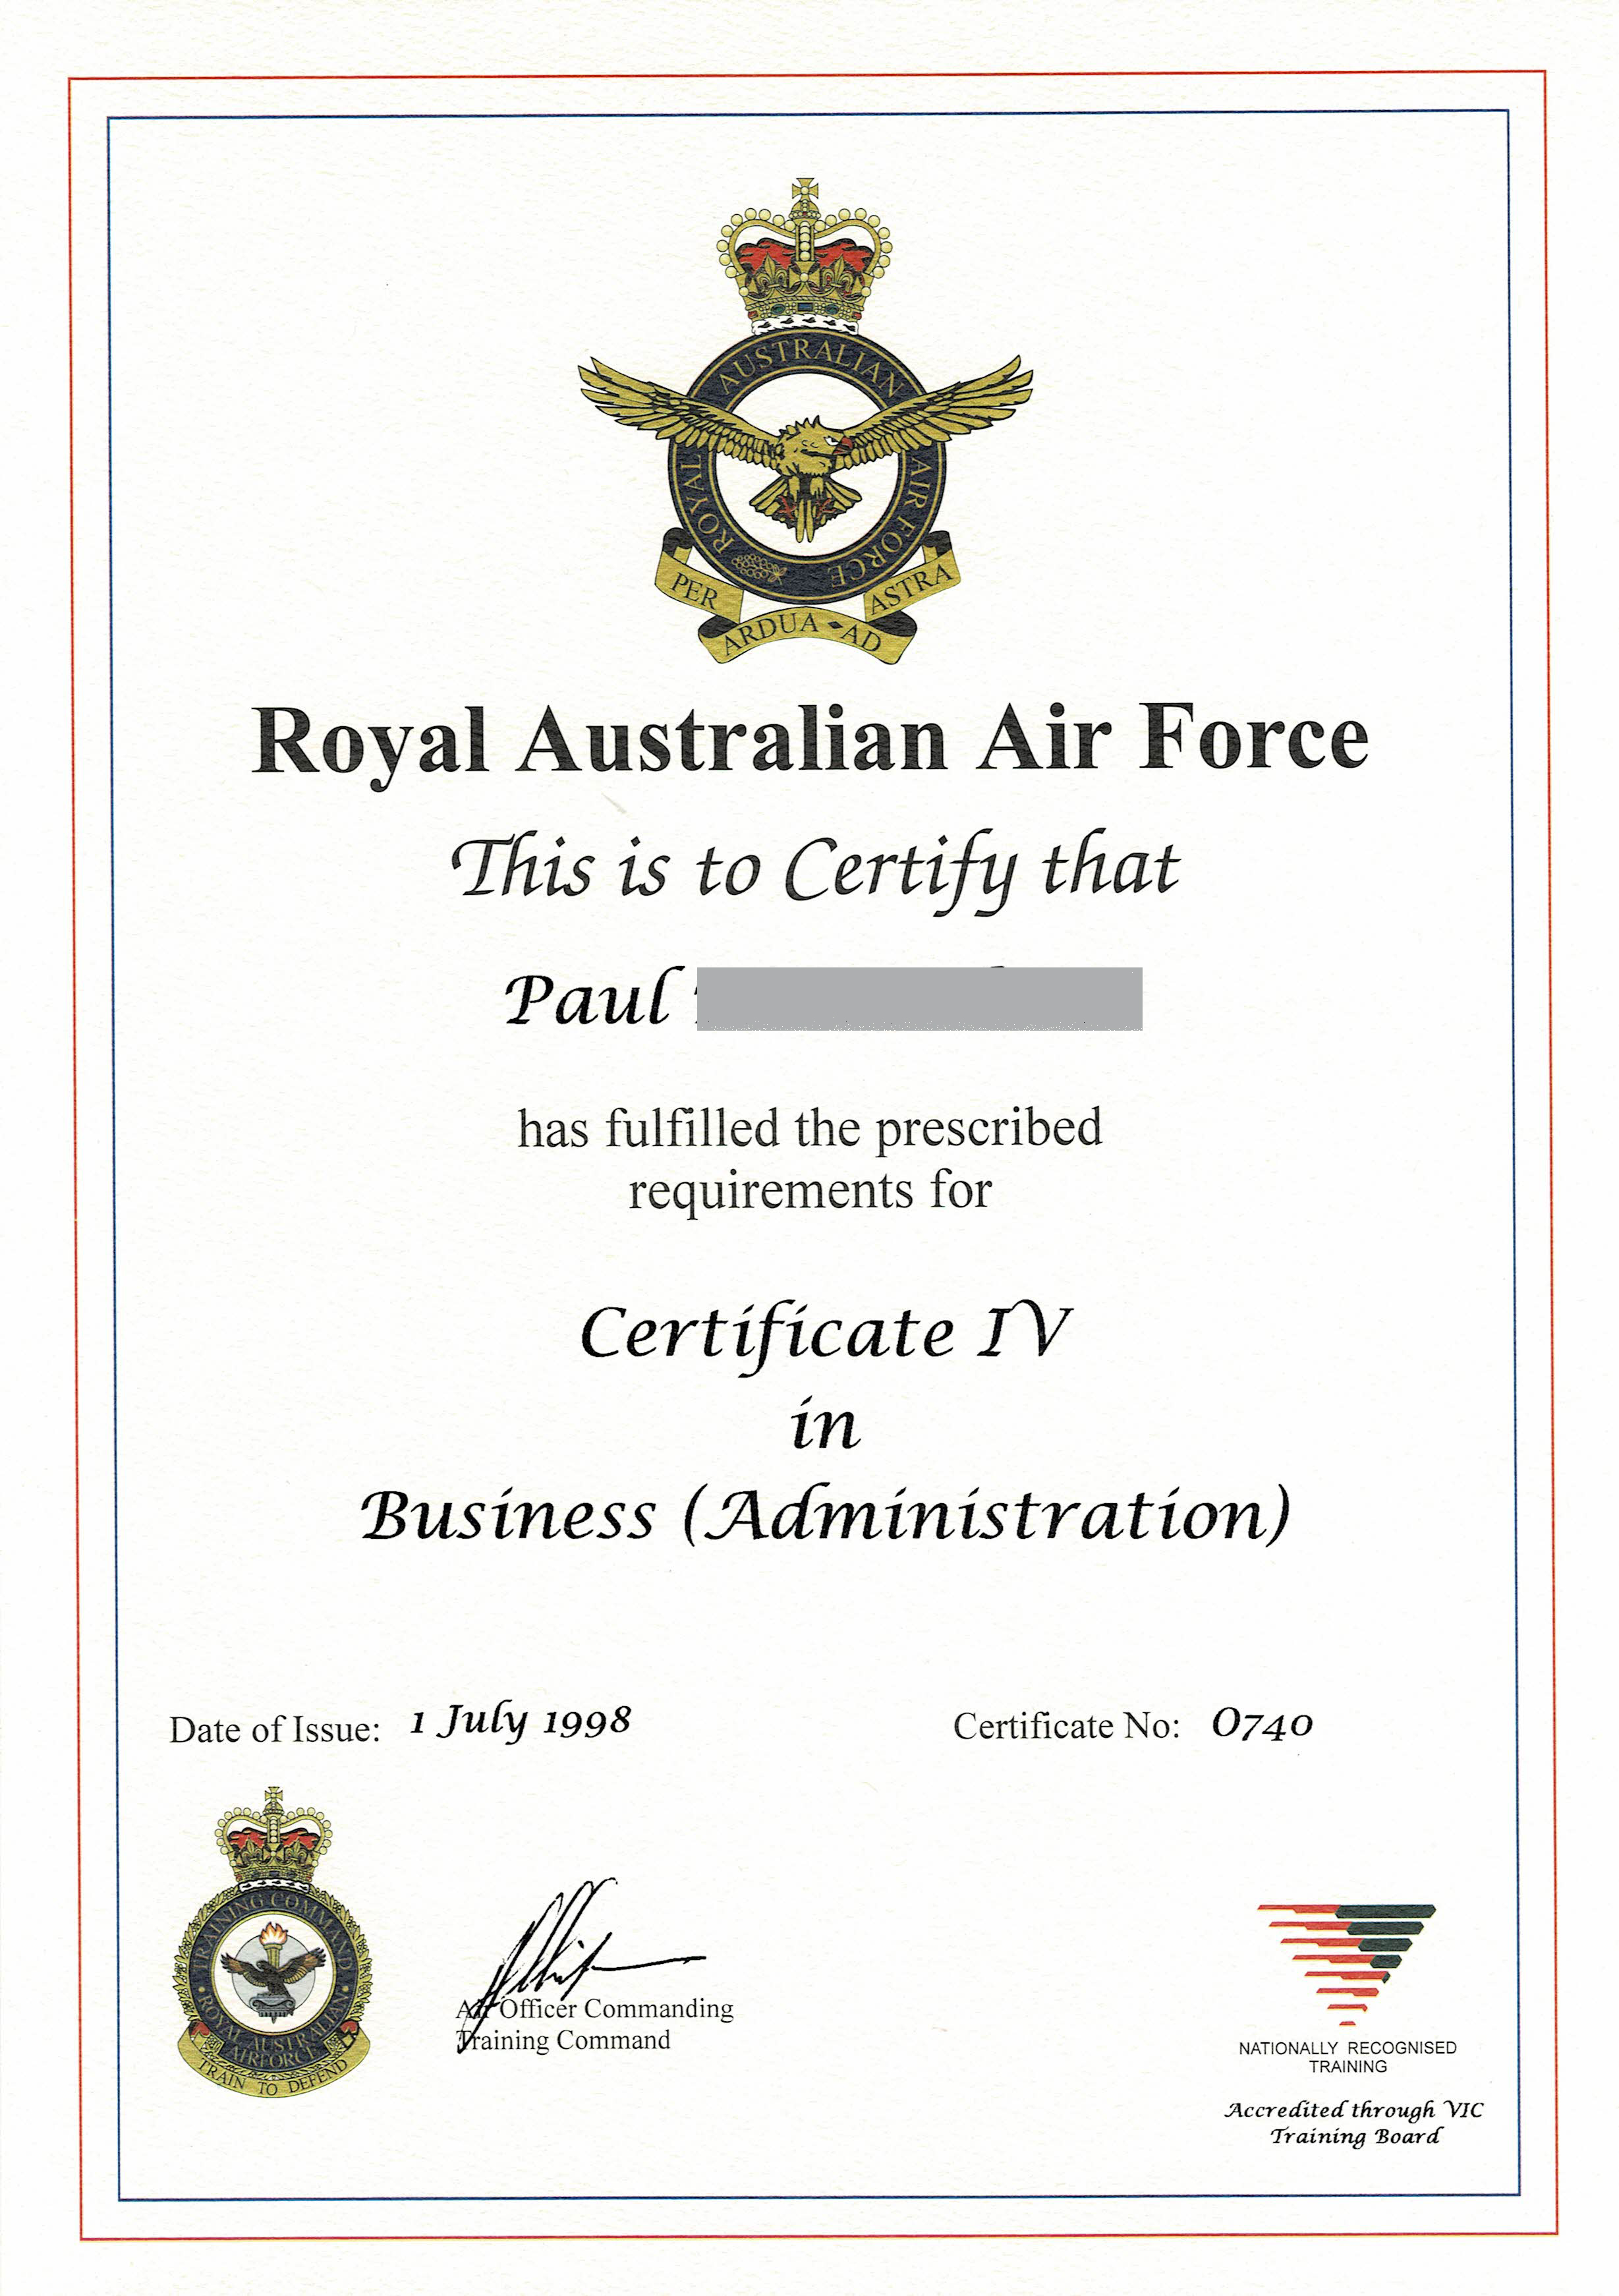 ROYAL AUSTRALIAN AIR FORCE
PER ARDUA AD ASTRA
Royal Australian Air Force
This is to Certify that
Paul
has fulfilled the prescribed
requirements for
Certificate IV
in
Business (Administration)
Date of Issue: 1 July 1998
Certificate No: 0740
TRAINING COMMAND
ROYAL AUSTRALIAN
AIRFORCE
TRAIN TO DEFEND
Air Officer Commanding
Training Command
NATIONALLY RECOGNISED
TRAINING
Accredited through VIC
Training Board